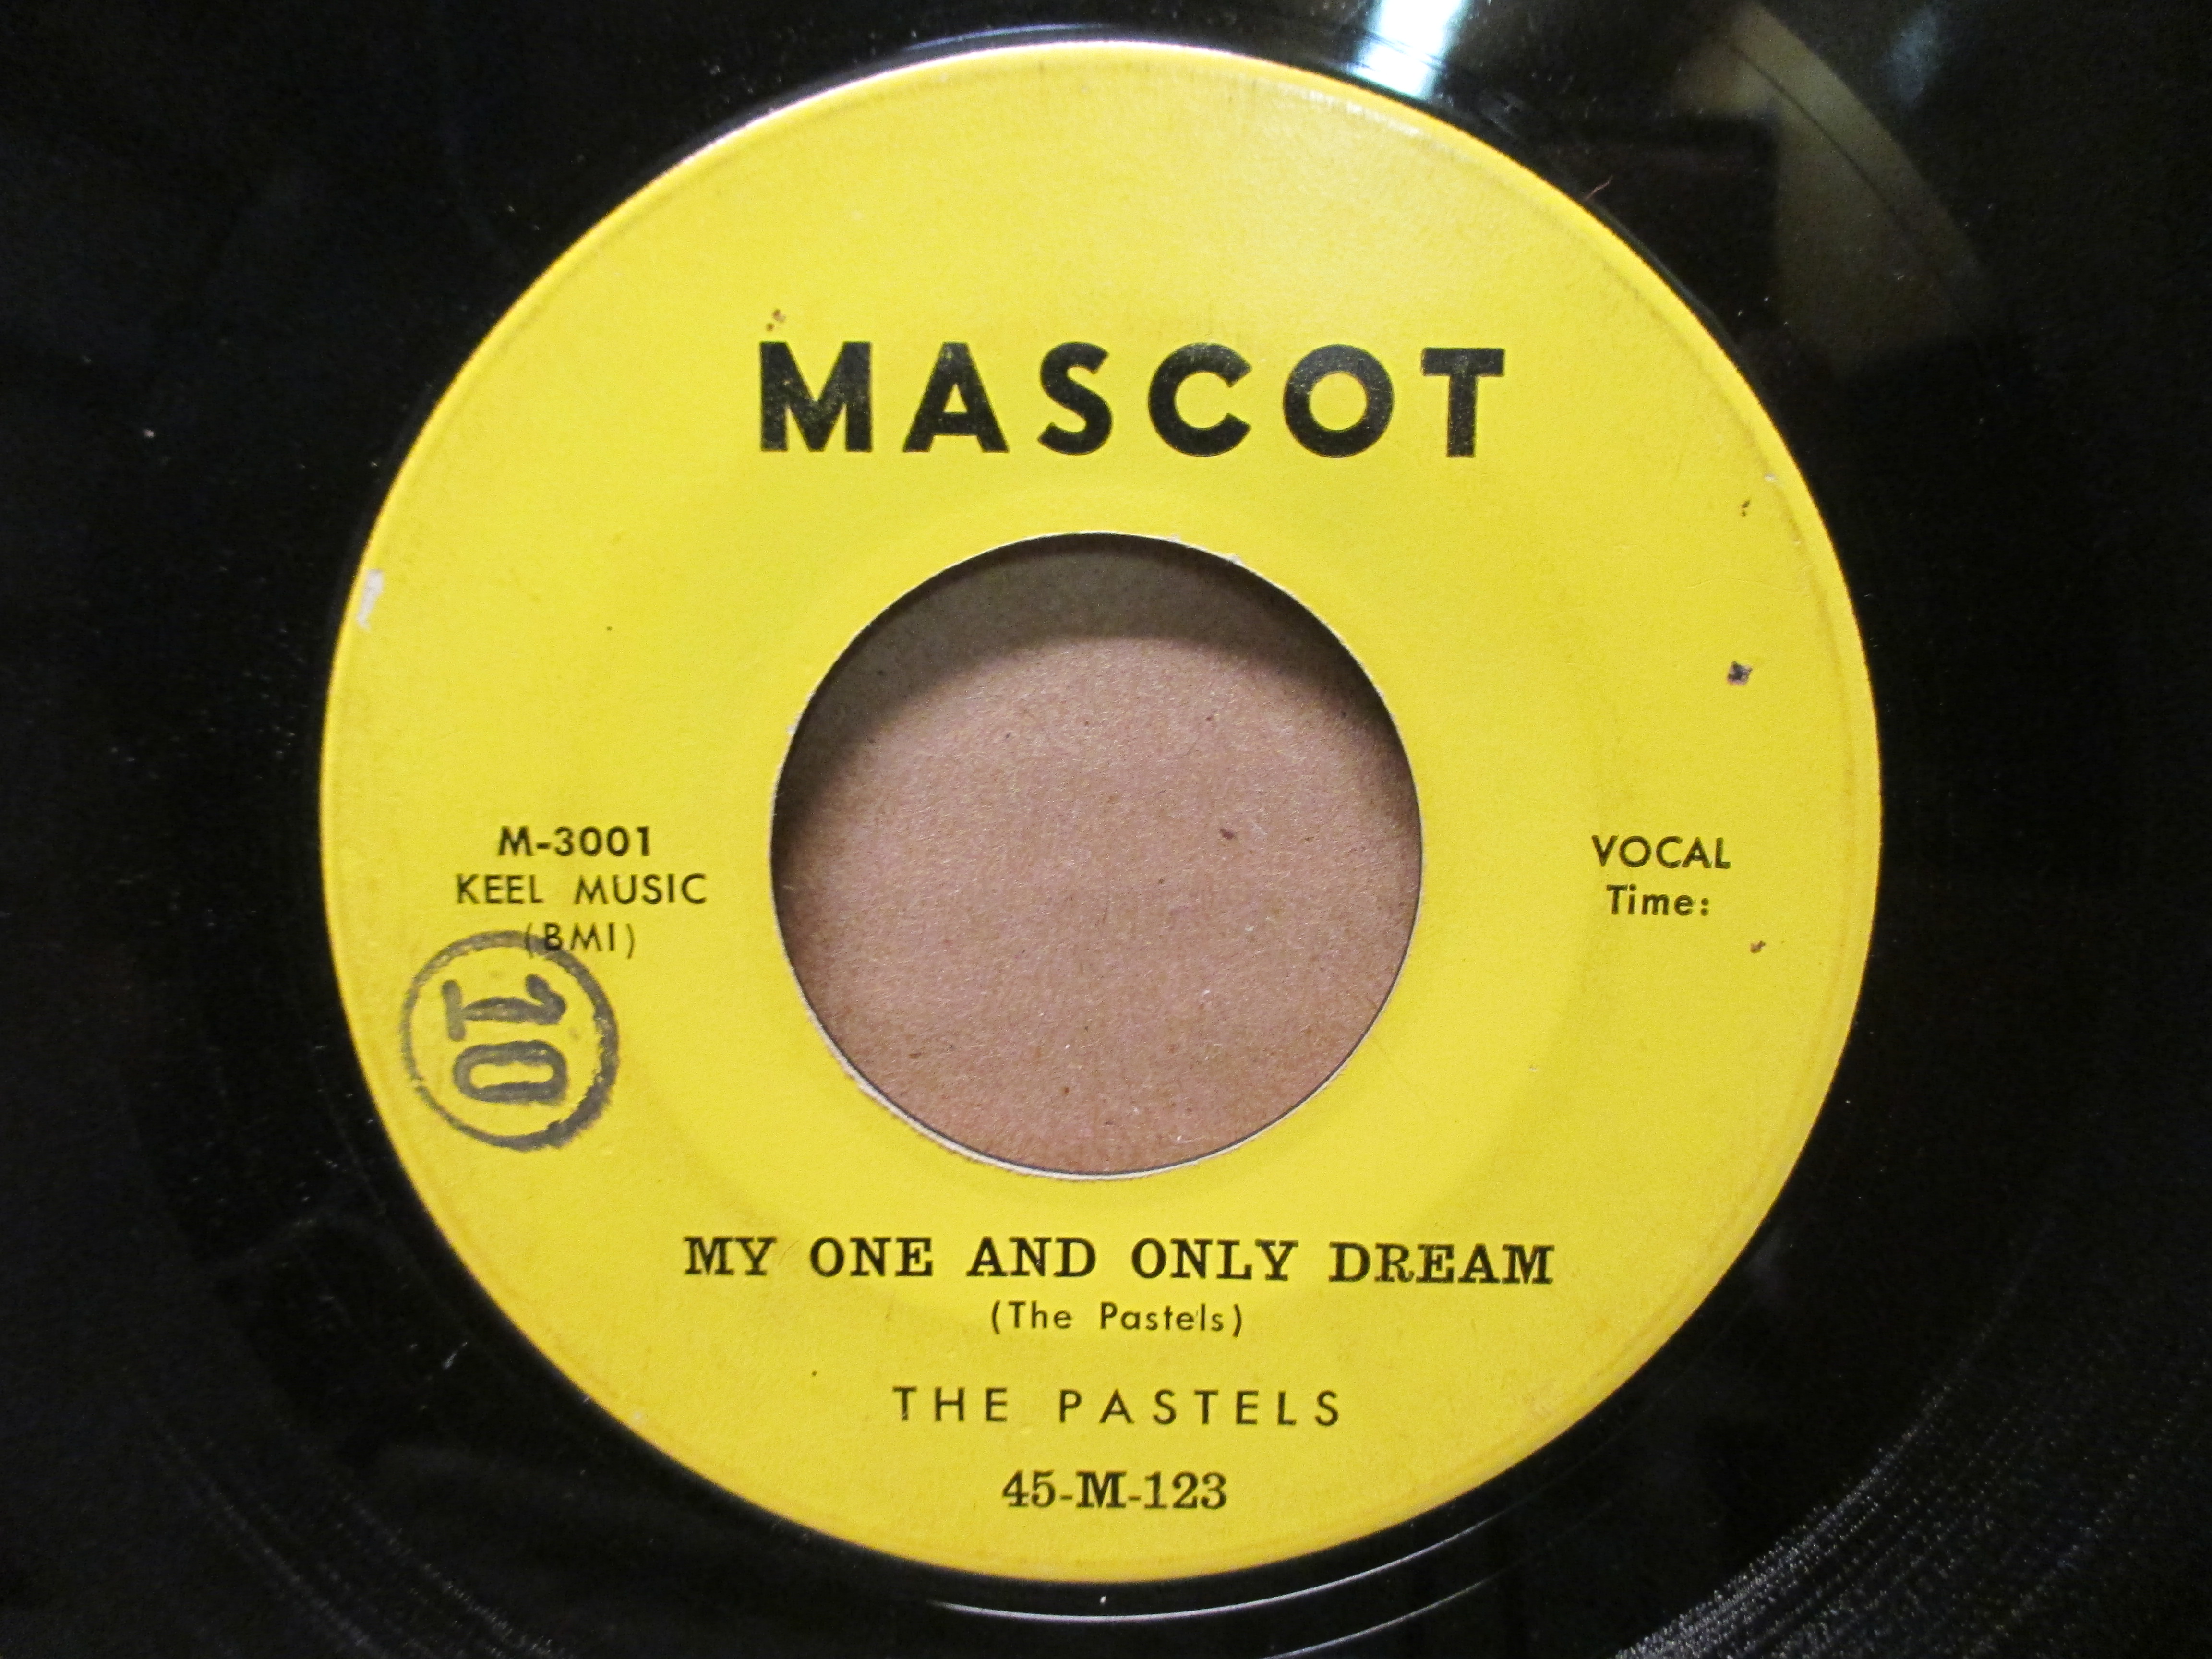 MASCOT
M-3001
KEEL MUSIC
(BMI)
10
VOCAL
Time:
MY ONE AND ONLY DREAM
(The Pastels)
THE PASTELS
45-M-123